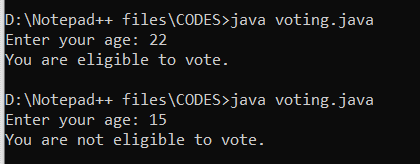 D:\Notepad++ files\CODES>java voting.java
Enter your age: 22
You are eligible to vote.
D:\Notepad++ files\CODES>java voting.java
Enter your age: 15
You are not eligible to vote.